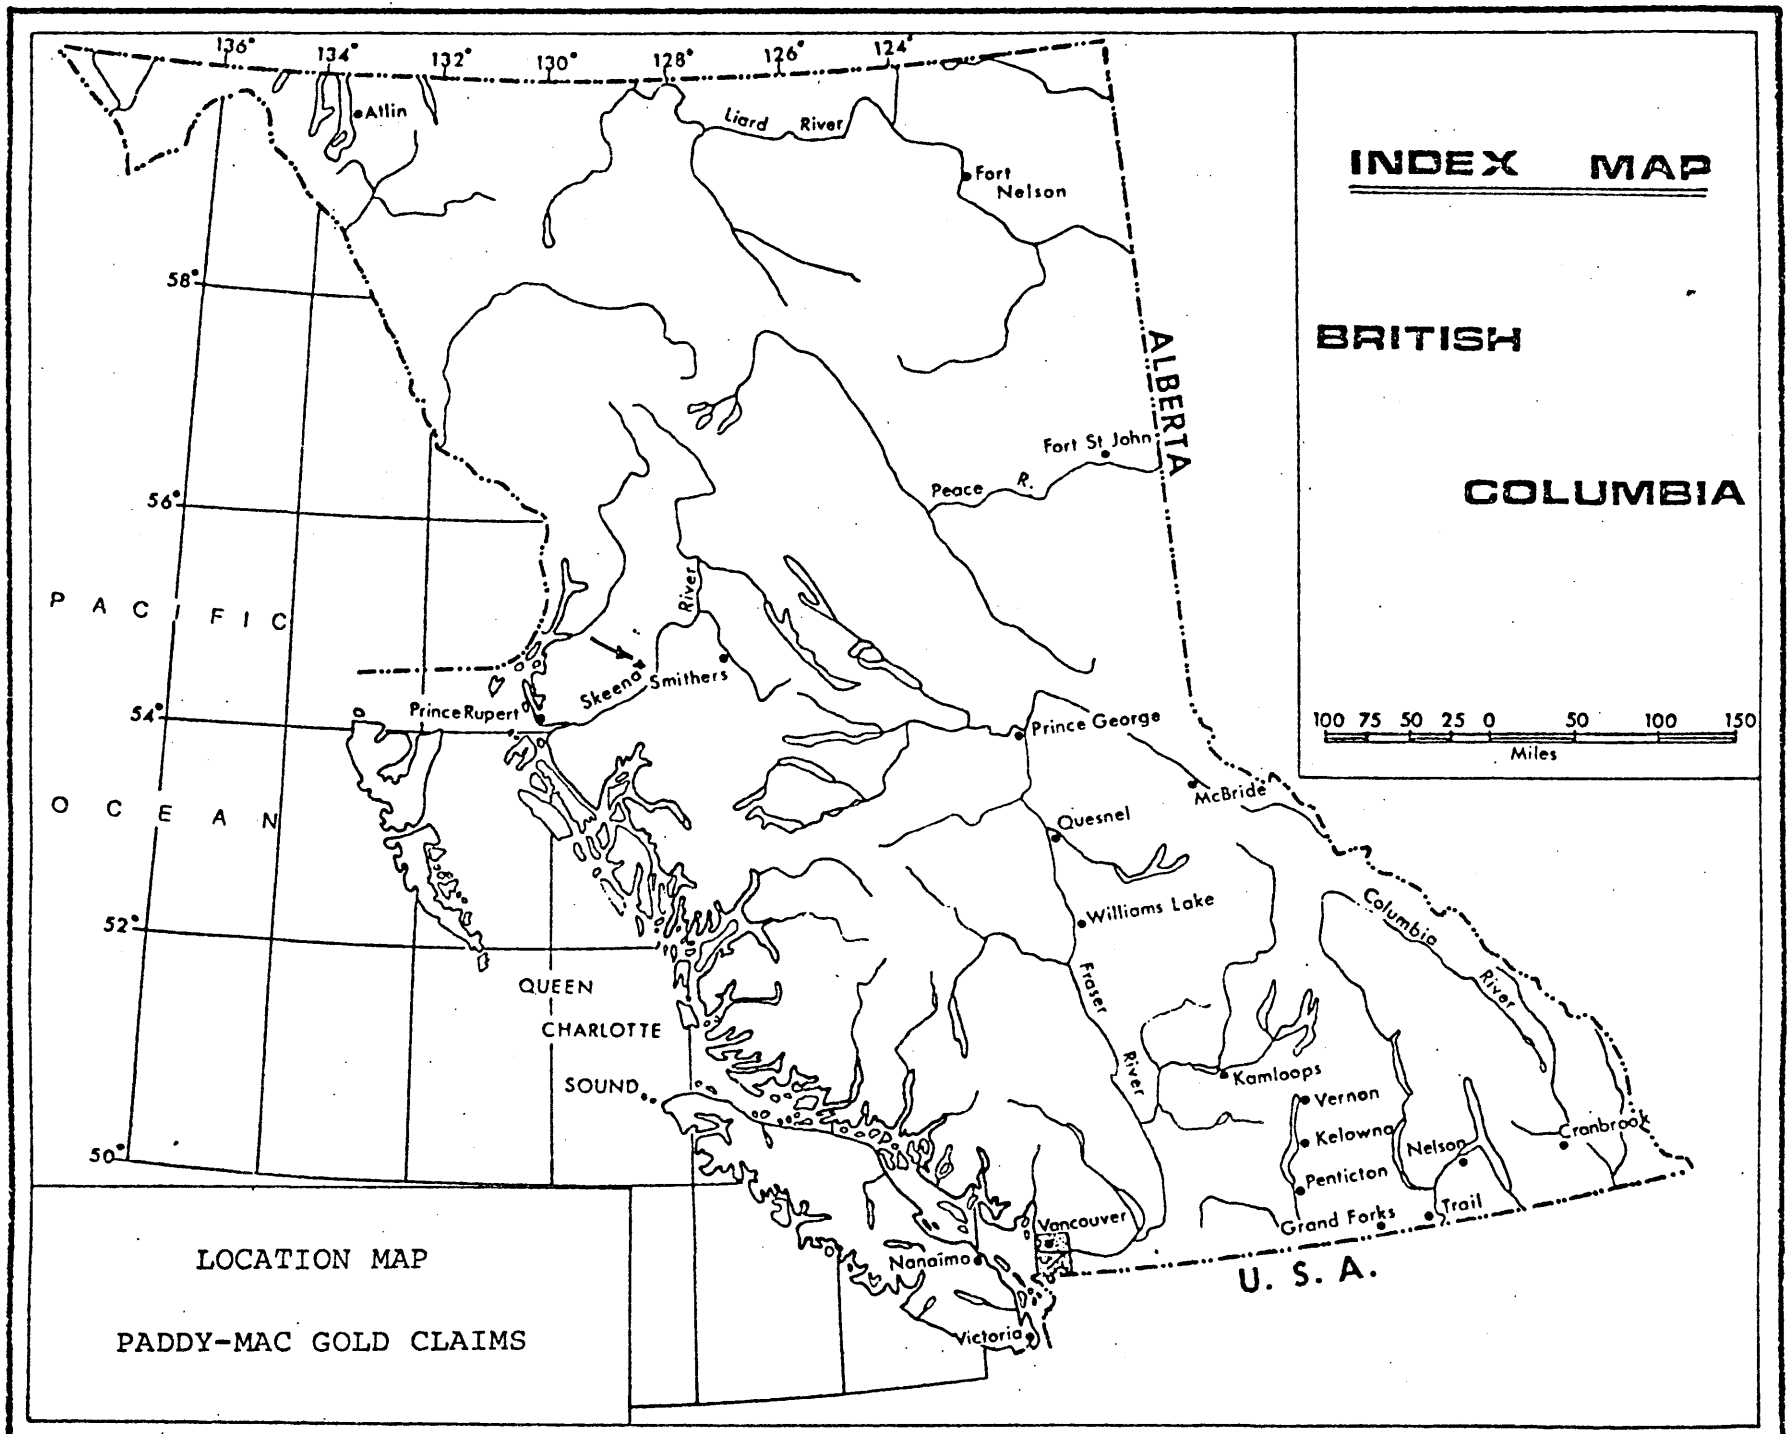 136° 134° 132° 130° 128° 126° 124°
Atlin
Liard River
Fort
Nelson
INDEX MAP
58°
BRITISH
ALBERTA
Fort St John
Peace R.
COLUMBIA
56°
PACIFIC
River
Skeena
Smithers
54°
Prince Rupert
Prince George
100 75 50 25 0 50 100 150
Miles
McBride
OCEAN
Quesnel
52°
Williams Lake
Columbia
River
QUEEN
CHARLOTTE
SOUND
Fraser
River
Kamloops
Vernon
Kelowna
Nelson
Cranbrook
50°
Penticton
Trail
Grand Forks
Vancouver
Nanaimo
U. S. A.
Victoria
LOCATION MAP
PADDY-MAC GOLD CLAIMS